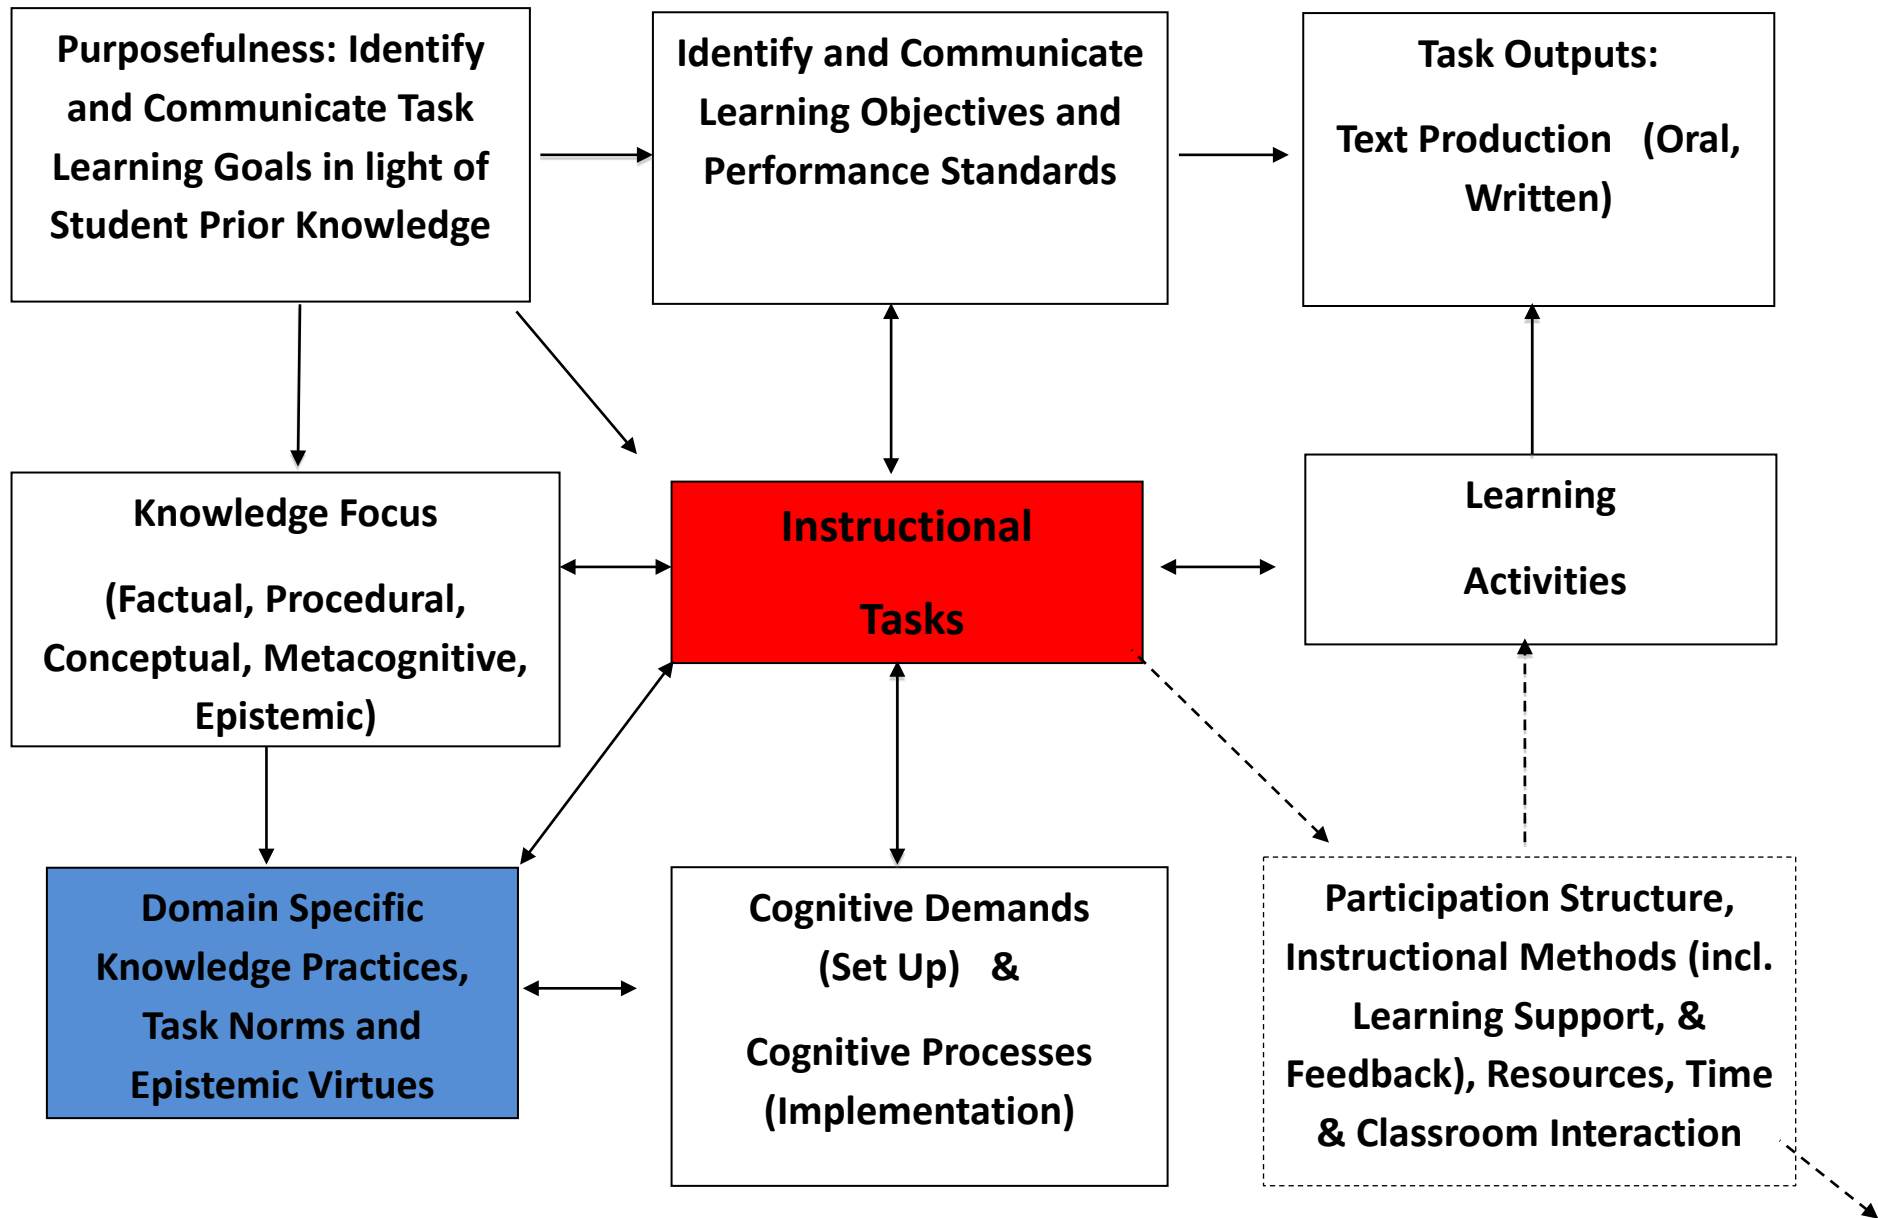 Purposefulness: Identify
and Communicate Task
Learning Goals in light of
Student Prior Knowledge
Identify and Communicate
Learning Objectives and
Performance Standards
Task Outputs:
Text Production (Oral,
Written)
Knowledge Focus
(Factual, Procedural,
Conceptual, Metacognitive,
Epistemic)
Instructional
Tasks
Learning
Activities
Domain Specific
Knowledge Practices,
Task Norms and
Epistemic Virtues
Cognitive Demands
(Set Up) &
Cognitive Processes
(Implementation)
Participation Structure,
Instructional Methods (incl.
Learning Support, &
Feedback), Resources, Time
& Classroom Interaction